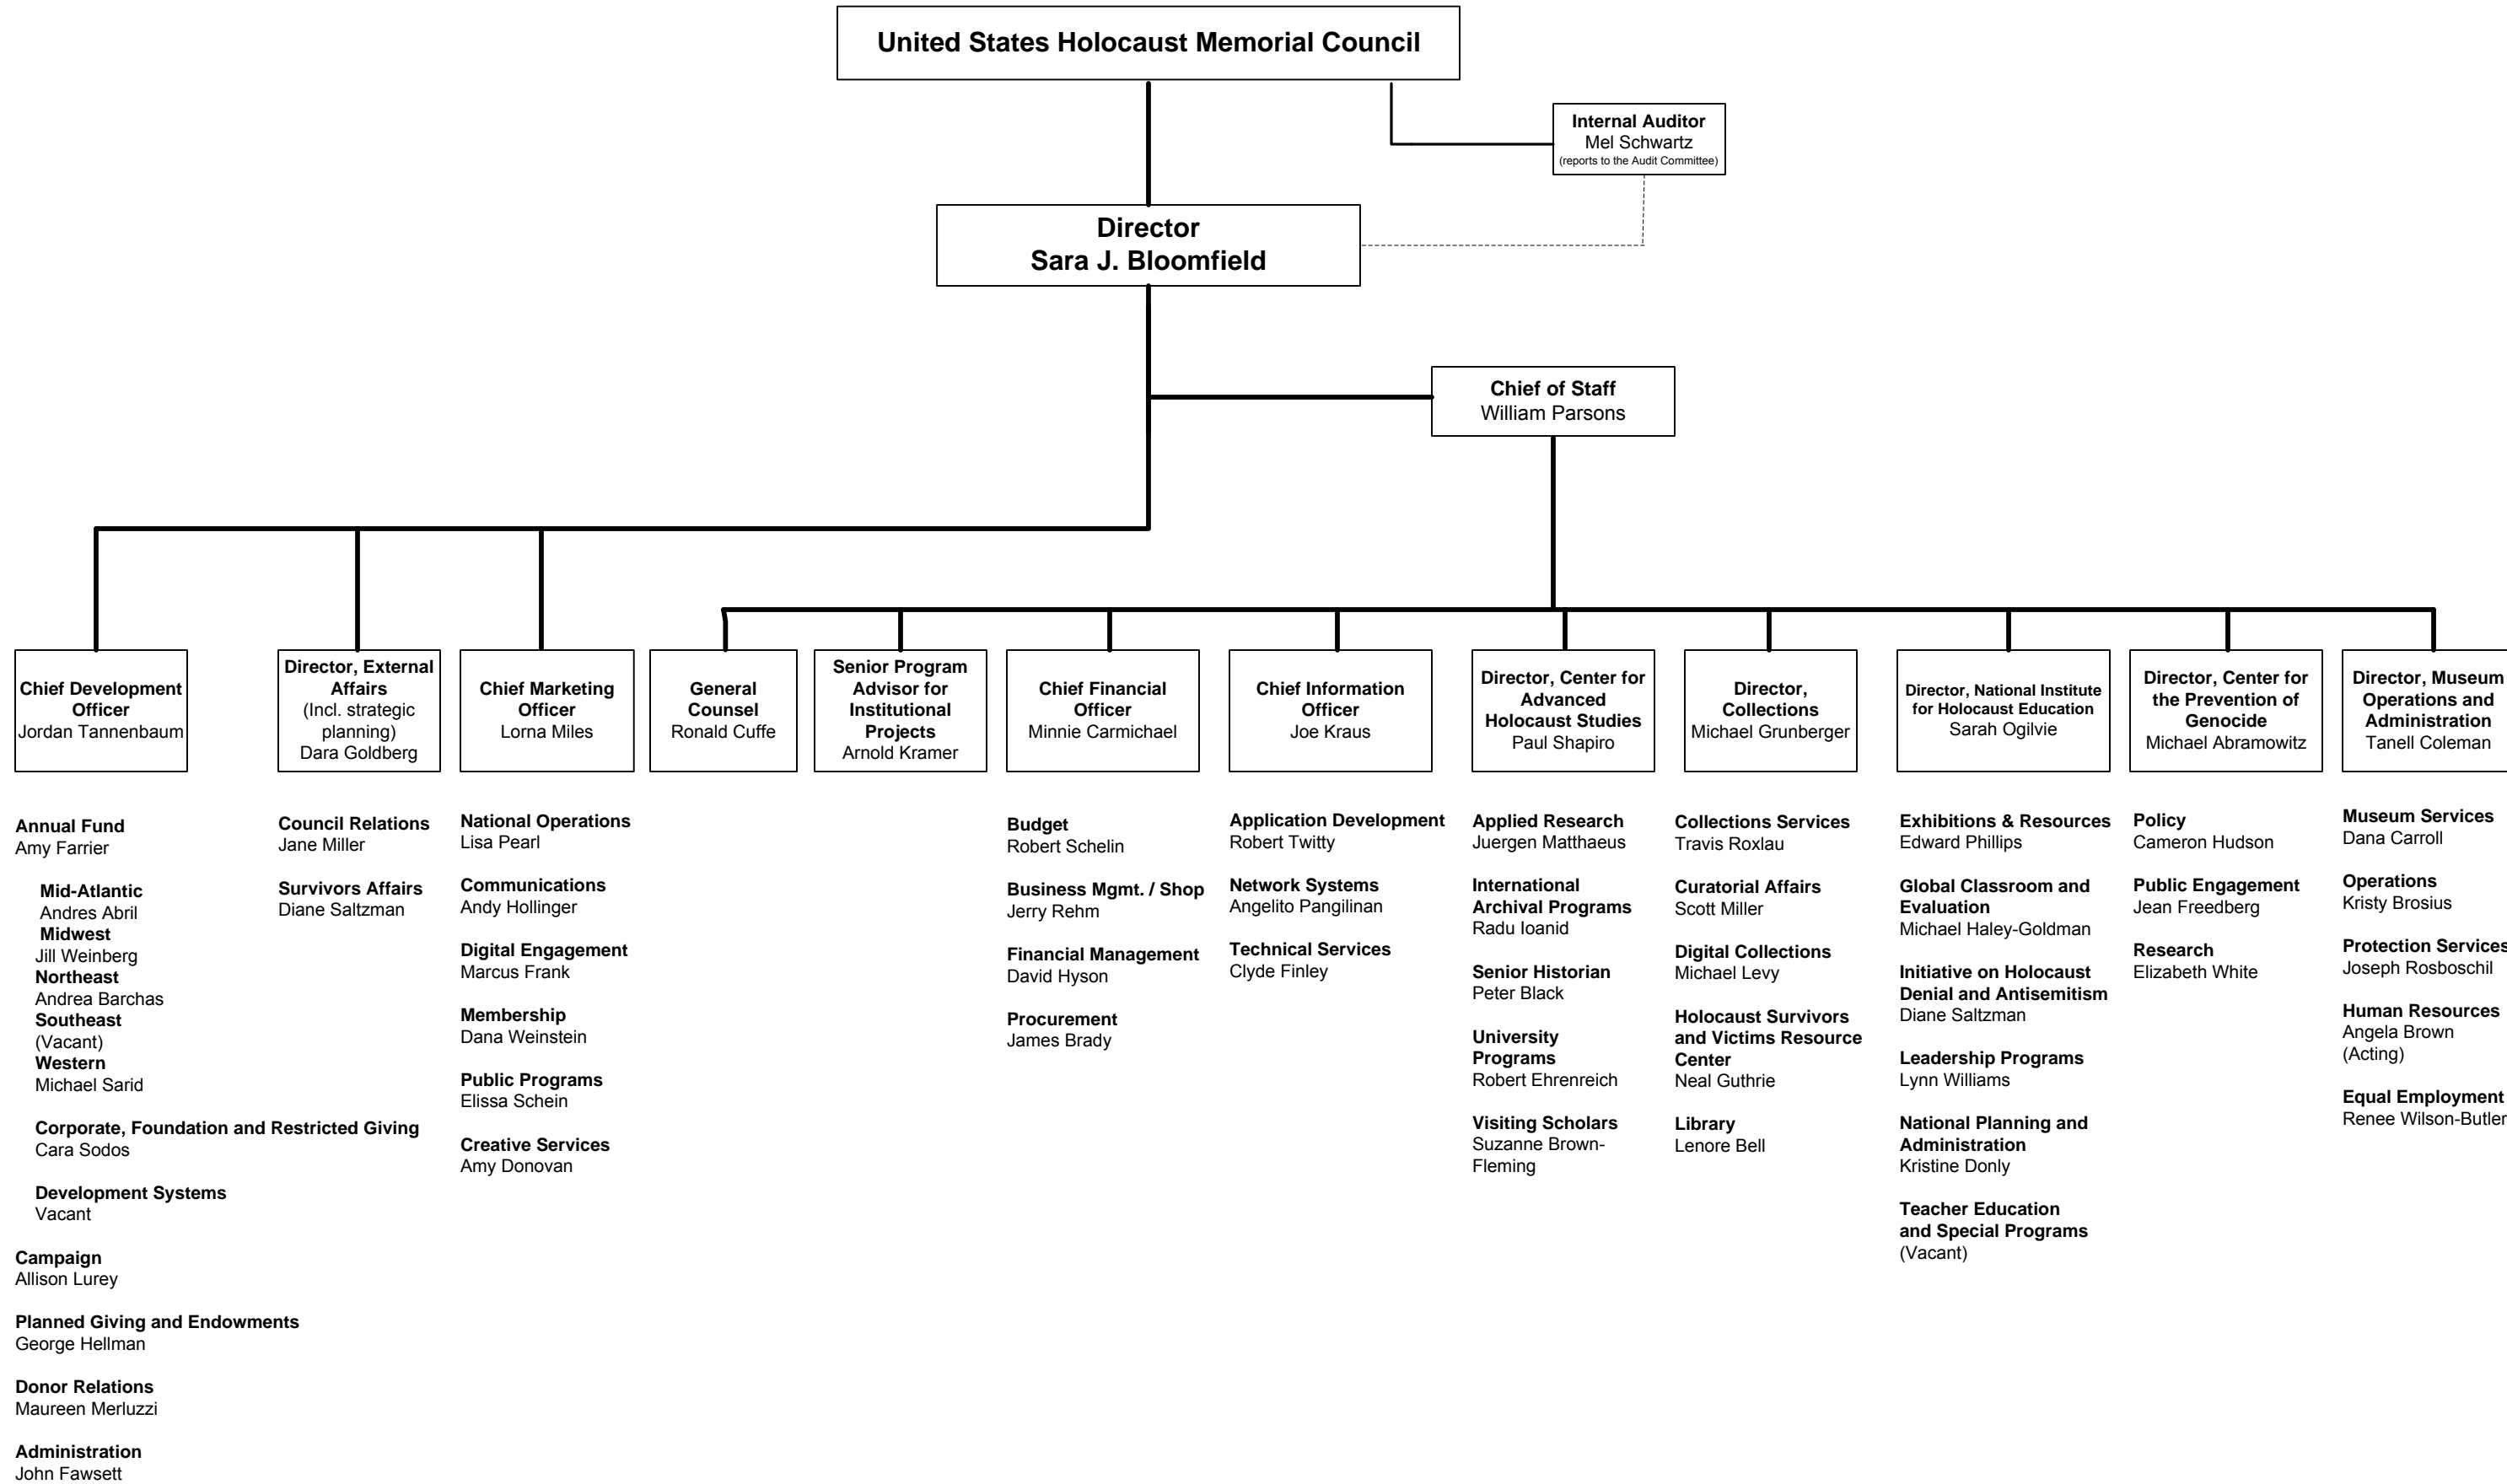 United States Holocaust Memorial Council
Internal Auditor
Mel Schwartz
(reports to the Audit Committee)
Director
Sara J. Bloomfield
Chief of Staff
William Parsons
Chief Development
Officer
Jordan Tannenbaum
Annual Fund
Amy Farrier
Mid-Atlantic
Andres Abril
Midwest
Jill Weinberg
Northeast
Andrea Barchas
Southeast
(Vacant)
Western
Michael Sarid
Corporate, Foundation and Restricted Giving
Cara Sodos
Development Systems
Vacant
Campaign
Allison Lurey
Planned Giving and Endowments
George Hellman
Donor Relations
Maureen Merluzzi
Administration
John Fawsett
Director, External
Affairs
(Incl. strategic
planning)
Dara Goldberg
Council Relations
Jane Miller
Survivors Affairs
Diane Saltzman
Chief Marketing
Officer
Lorna Miles
National Operations
Lisa Pearl
Communications
Andy Hollinger
Digital Engagement
Marcus Frank
Membership
Dana Weinstein
Public Programs
Elissa Schein
Creative Services
Amy Donovan
General
Counsel
Ronald Cuffe
Senior Program
Advisor for
Institutional
Projects
Arnold Kramer
Chief Financial
Officer
Minnie Carmichael
Budget
Robert Schelin
Business Mgmt. / Shop
Jerry Rehm
Financial Management
David Hyson
Procurement
James Brady
Chief Information
Officer
Joe Kraus
Application Development
Robert Twitty
Network Systems
Angelito Pangilinan
Technical Services
Clyde Finley
Director, Center for
Advanced
Holocaust Studies
Paul Shapiro
Applied Research
Juergen Matthaeus
International
Archival Programs
Radu Ioanid
Senior Historian
Peter Black
University
Programs
Robert Ehrenreich
Visiting Scholars
Suzanne Brown-
Fleming
Director,
Collections
Michael Grunberger
Collections Services
Travis Roxlau
Curatorial Affairs
Scott Miller
Digital Collections
Michael Levy
Holocaust Survivors
and Victims Resource
Center
Neal Guthrie
Library
Lenore Bell
Director, National Institute
for Holocaust Education
Sarah Ogilvie
Exhibitions & Resources
Edward Phillips
Global Classroom and
Evaluation
Michael Haley-Goldman
Initiative on Holocaust
Denial and Antisemitism
Diane Saltzman
Leadership Programs
Lynn Williams
National Planning and
Administration
Kristine Donly
Teacher Education
and Special Programs
(Vacant)
Director, Center for
the Prevention of
Genocide
Michael Abramowitz
Policy
Cameron Hudson
Public Engagement
Jean Freedberg
Research
Elizabeth White
Director, Museum
Operations and
Administration
Tanell Coleman
Museum Services
Dana Carroll
Operations
Kristy Brosius
Protection Services
Joseph Rosboschil
Human Resources
Angela Brown
(Acting)
Equal Employment
Renee Wilson-Butler